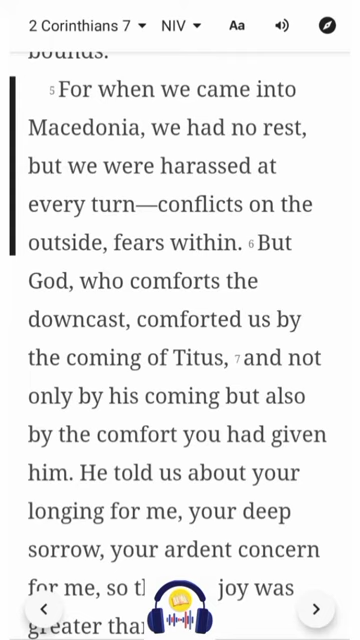 2 Corinthians 7 NIV Aa
bounds.
5 For when we came into
Macedonia, we had no rest,
but we were harassed at
every turn—conflicts on the
outside, fears within. 6 But
God, who comforts the
downcast, comforted us by
the coming of Titus, 7 and not
only by his coming but also
by the comfort you had given
him. He told us about your
longing for me, your deep
sorrow, your ardent concern
for me, so joy was
greater